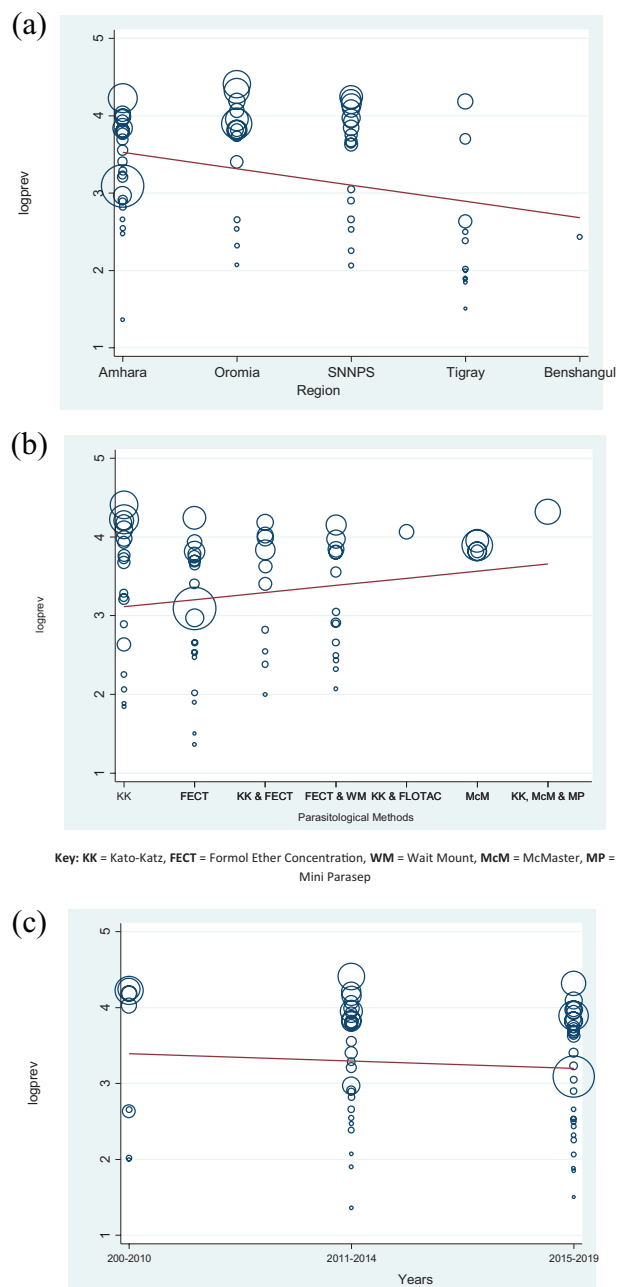 (a)
5
4
3
2
1
logprev
Amhara Oromia SNNPS Tigray Benshangul
Region
(b)
5
4
3
2
1
logprev
KK FECT KK & FECT FECT & WM KK & FLOTAC McM KK, McM & MP
Parasitological Methods
Key: KK = Kato-Katz, FECT = Formol Ether Concentration, WM = Wait Mount, McM = McMaster, MP =
Mini Parasep
(c)
5
4
3
2
1
logprev
200-2010 2011-2014 2015-2019
Years